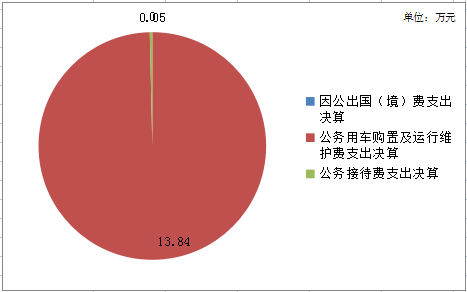 0.05
0
单位：万元
因公出国（境）费支出
决算
公务用车购置及运行维
护费支出决算
公务接待费支出决算
13.84